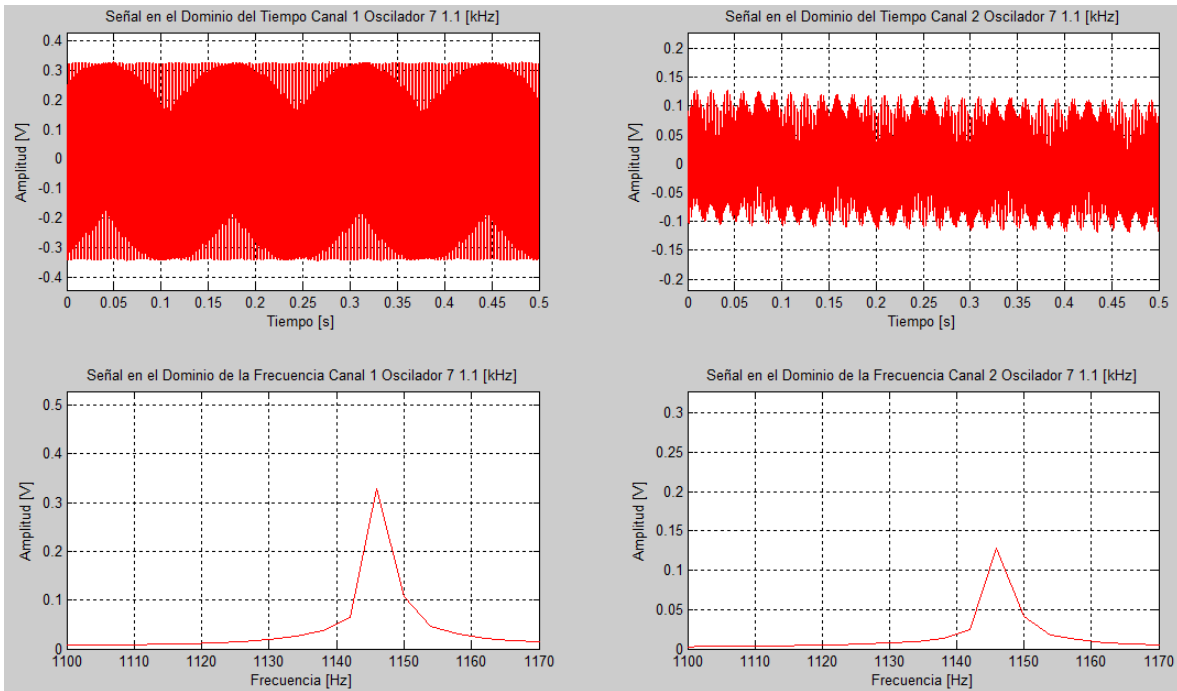 Señal en el Dominio del Tiempo Canal 1 Oscilador 7 1.1 [kHz]
0.4
0.3
0.2
0.1
0
-0.1
-0.2
-0.3
-0.4
Amplitud [V]
0 0.05 0.1 0.15 0.2 0.25 0.3 0.35 0.4 0.45 0.5
Tiempo [s]
Señal en el Dominio del Tiempo Canal 2 Oscilador 7 1.1 [kHz]
0.2
0.15
0.1
0.05
0
-0.05
-0.1
-0.15
-0.2
Amplitud [V]
0 0.05 0.1 0.15 0.2 0.25 0.3 0.35 0.4 0.45 0.5
Tiempo [s]
Señal en el Dominio de la Frecuencia Canal 1 Oscilador 7 1.1 [kHz]
0.5
0.4
0.3
0.2
0.1
0
Amplitud [V]
1100 1110 1120 1130 1140 1150 1160 1170
Frecuencia [Hz]
Señal en el Dominio de la Frecuencia Canal 2 Oscilador 7 1.1 [kHz]
0.3
0.25
0.2
0.15
0.1
0.05
0
Amplitud [V]
1100 1110 1120 1130 1140 1150 1160 1170
Frecuencia [Hz]